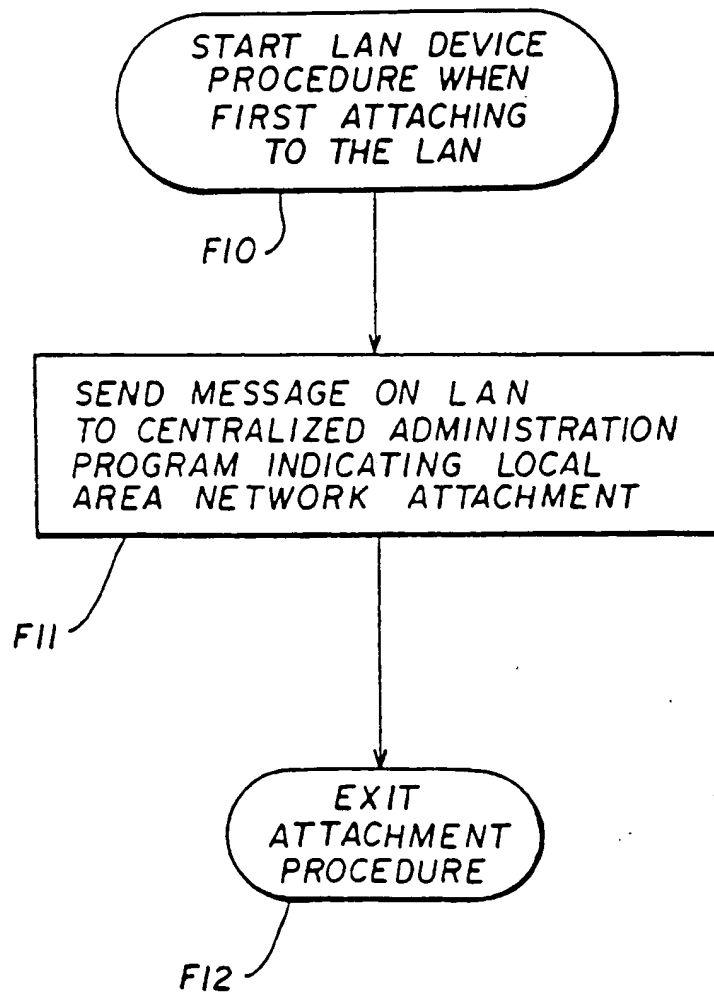 START LAN DEVICE
PROCEDURE WHEN
FIRST ATTACHING
TO THE LAN
F10
SEND MESSAGE ON LAN
TO CENTRALIZED ADMINISTRATION
PROGRAM INDICATING LOCAL
AREA NETWORK ATTACHMENT
F11
EXIT
ATTACHMENT
PROCEDURE
F12